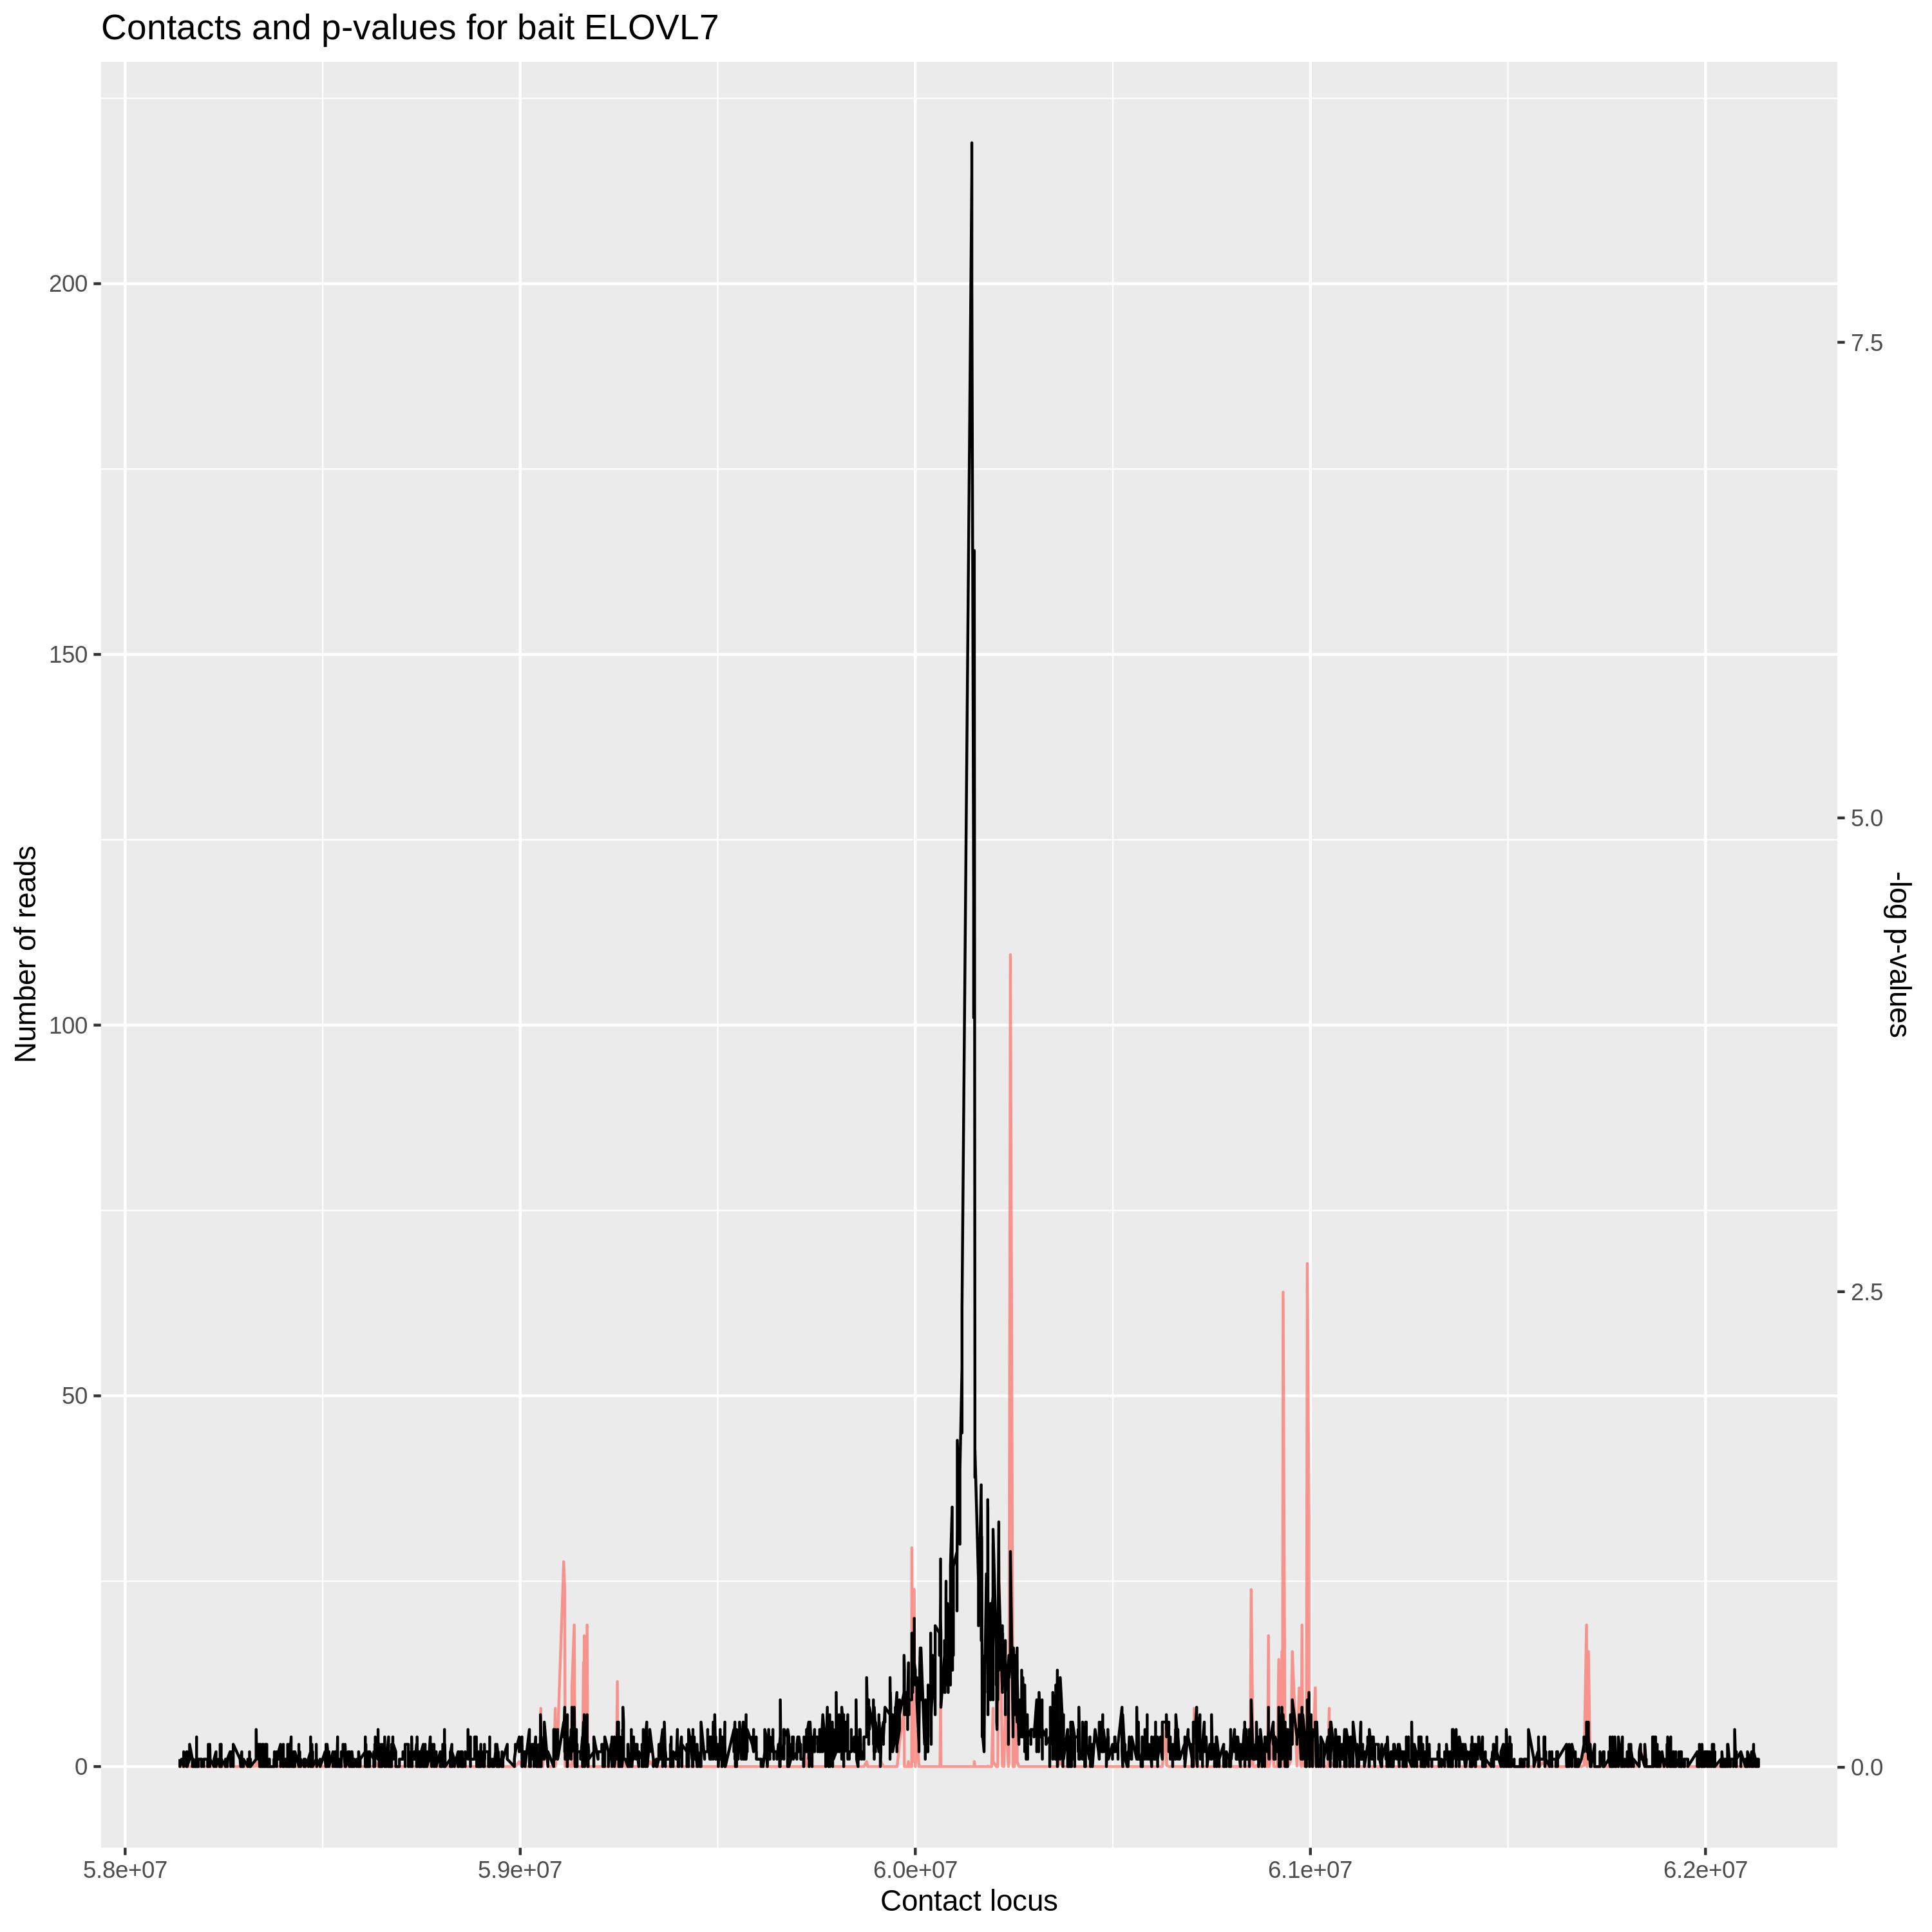 Contacts and p-values for bait ELOVL7
Number of reads
200
150
100
50
0
7.5
5.0
2.5
0.0
-log p-values
5.8e+07
5.9e+07
6.0e+07
6.1e+07
6.2e+07
Contact locus